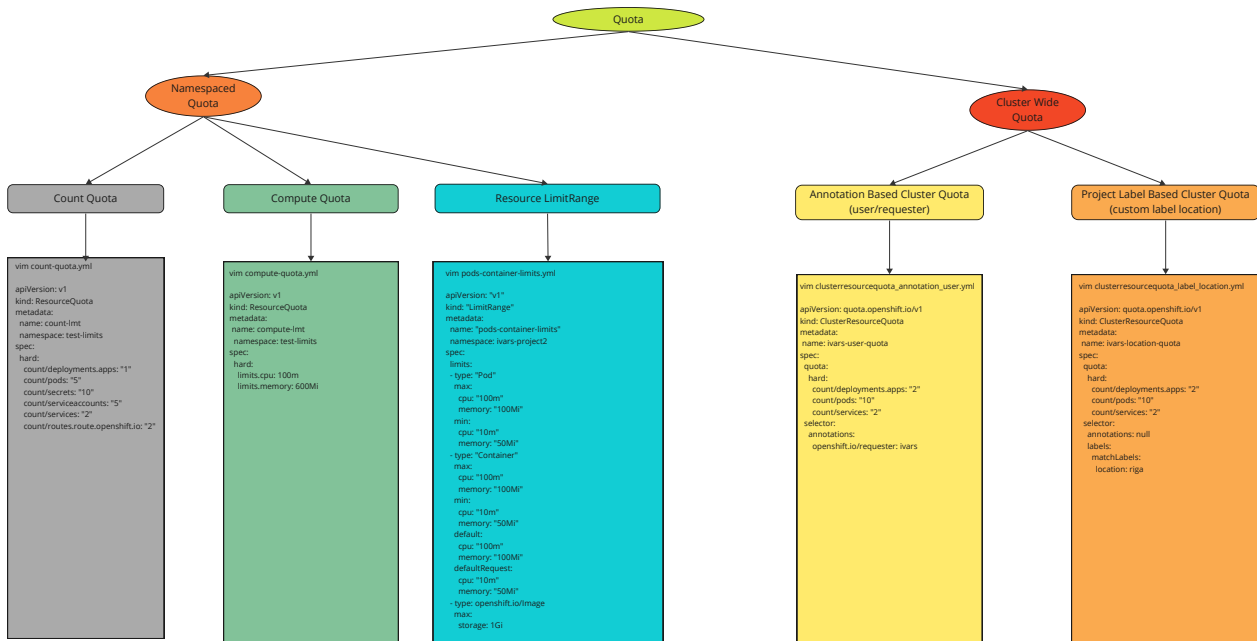 Quota
Namespaced
Quota
Cluster Wide
Quota
Count Quota
Compute Quota
Resource LimitRange
Annotation Based Cluster Quota
(user/requester)
Project Label Based Cluster Quota
(custom label location)
vim count-quota.yml
apiVersion: v1
kind: ResourceQuota
metadata:
name: count-lmt
namespace: test-limits
spec:
hard:
count/deployments.apps: "1"
count/pods: "5"
count/secrets: "10"
count/serviceaccounts: "5"
count/services: "2"
count/routes.route.openshift.io: "2"
vim compute-quota.yml
apiVersion: v1
kind: ResourceQuota
metadata:
name: compute-lmt
namespace: test-limits
spec:
hard:
limits.cpu: 100m
limits.memory: 600Mi
vim pods-container-limits.yml
apiVersion: "v1"
kind: "LimitRange"
metadata:
name: "pods-container-limits"
namespace: ivars-project2
spec:
limits:
- type: "Pod"
max:
cpu: "100m"
memory: "100Mi"
min:
cpu: "10m"
memory: "50Mi"
- type: "Container"
max:
cpu: "100m"
memory: "100Mi"
min:
cpu: "10m"
memory: "50Mi"
default:
cpu: "100m"
memory: "100Mi"
defaultRequest:
cpu: "10m"
memory: "50Mi"
- type: openshift.io/Image
max:
storage: 1Gi
vim clusterresourcequota_annotation_user.yml
apiVersion: quota.openshift.io/v1
kind: ClusterResourceQuota
metadata:
name: ivars-user-quota
spec:
quota:
hard:
count/deployments.apps: "2"
count/pods: "10"
count/services: "2"
selector:
annotations:
openshift.io/requester: ivars
vim clusterresourcequota_label_location.yml
apiVersion: quota.openshift.io/v1
kind: ClusterResourceQuota
metadata:
name: ivars-location-quota
spec:
quota:
hard:
count/deployments.apps: "2"
count/pods: "10"
count/services: "2"
selector:
annotations: null
labels:
matchLabels:
location: riga